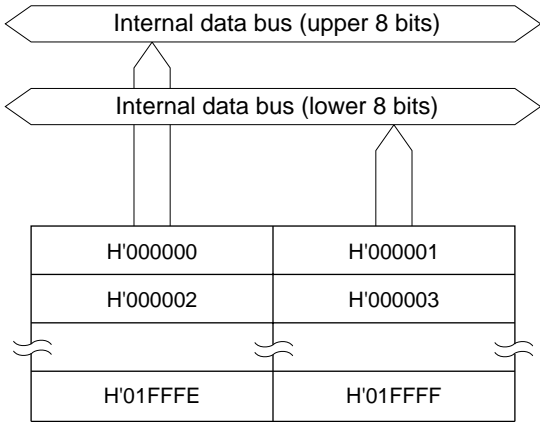 Internal data bus (upper 8 bits)
Internal data bus (lower 8 bits)
H'000000 H'000001
H'000002 H'000003
H'01FFFE H'01FFFF